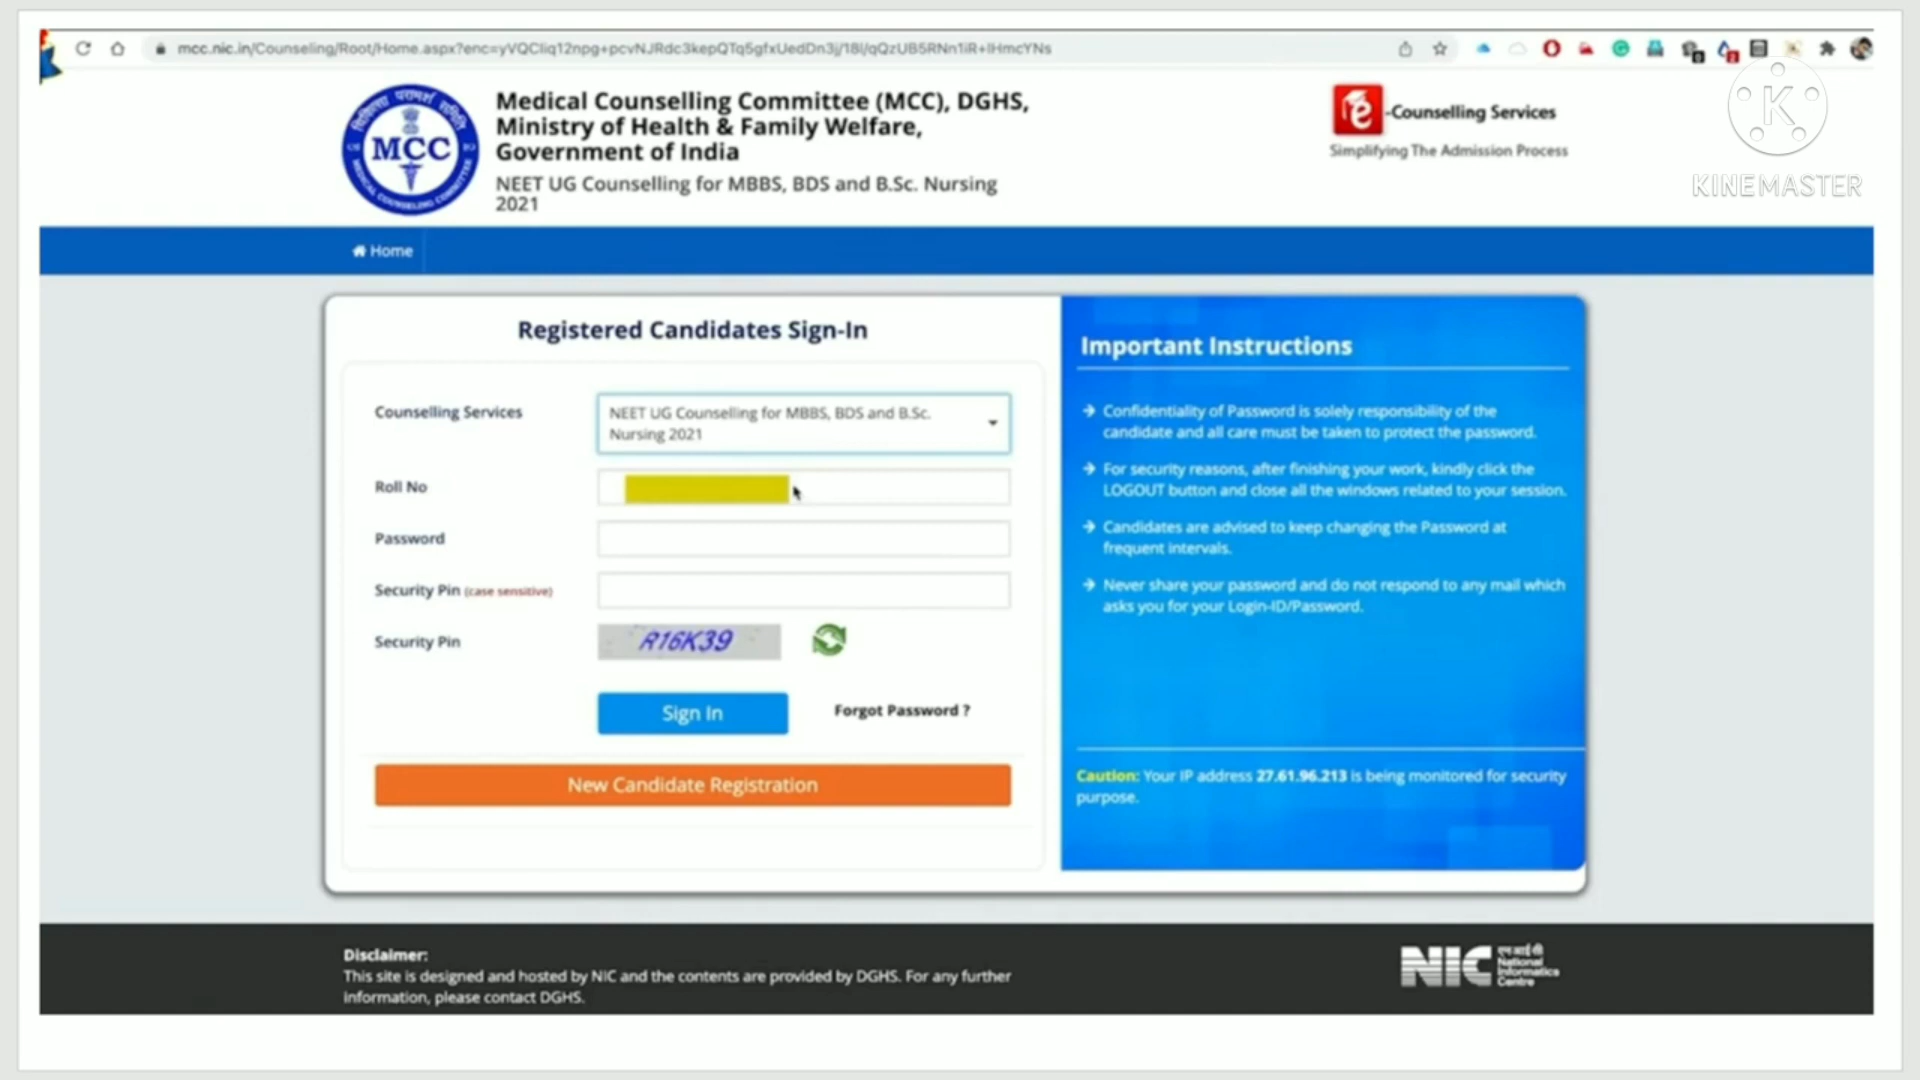 mcc.nic.in/Counseling/Root/Home.aspx?enc=
Medical Counselling Committee (MCC), DGHS,
Ministry of Health & Family Welfare,
Government of India
NEET UG Counselling for MBBS, BDS and B.Sc. Nursing
2021
MCC
e-Counselling Services
Simplifying The Admission Process
KINEMASTER
Home
Registered Candidates Sign-In
Counselling Services
NEET UG Counselling for MBBS, BDS and B.Sc.
Nursing 2021
Roll No
Password
Security Pin (case sensitive)
Security Pin
R16K39
Sign In
Forgot Password ?
New Candidate Registration
Important Instructions
Confidentiality of Password is solely responsibility of the
candidate and all care must be taken to protect the password.
For security reasons, after finishing your work, kindly click the
LOGOUT button and close all the windows related to your session.
Candidates are advised to keep changing the Password at
frequent intervals.
Never share your password and do not respond to any mail which
asks you for your Login-ID/Password.
Caution: Your IP address 27.61.96.213 is being monitored for security
purpose.
Disclaimer:
This site is designed and hosted by NIC and the contents are provided by DGHS. For any further
information, please contact DGHS.
NIC
एन आई सी
National
Informatics
Centre